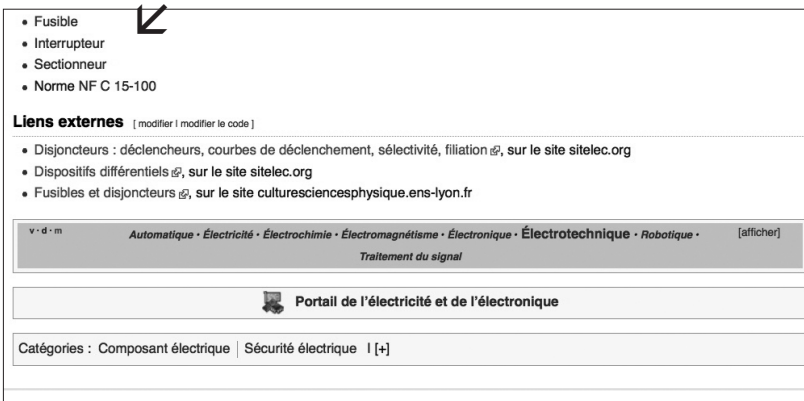 Fusible
Interrupteur
Sectionneur
Norme NF C 15-100
Liens externes [ modifier I modifier le code ]
Disjoncteurs : déclencheurs, courbes de déclenchement, sélectivité, filiation, sur le site sitelec.org
Dispositifs différentiels, sur le site sitelec.org
Fusibles et disjoncteurs, sur le site culturesciencesphysique.ens-lyon.fr
v · d · m Automatique · Électricité · Électrochimie · Électromagnétisme · Électronique · Électrotechnique · Robotique · [afficher]
Traitement du signal
Portail de l'électricité et de l'électronique
Catégories : Composant électrique | Sécurité électrique I [+]